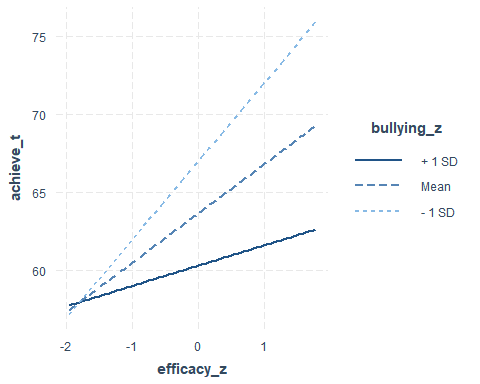 75
70
65
60
achieve_t
-2
-1
0
1
efficacy_z
bullying_z
+ 1 SD
Mean
- 1 SD